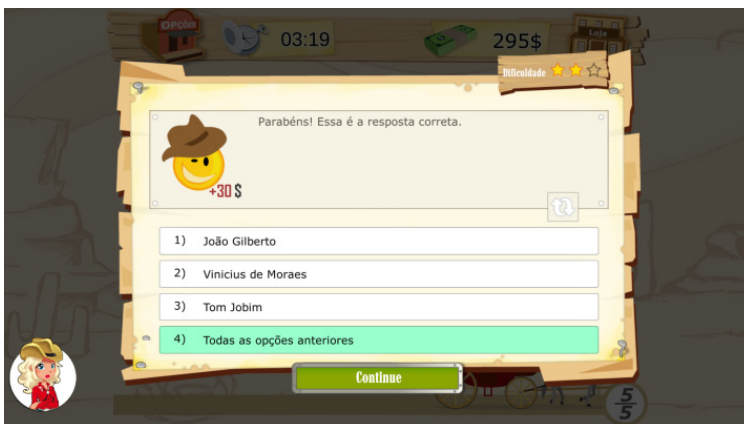 OPÇÕES
03:19
295$
Loja
Dificuldade
Parabéns! Essa é a resposta correta.
+30 $
1) João Gilberto
2) Vinicius de Moraes
3) Tom Jobim
4) Todas as opções anteriores
Continue
5
5